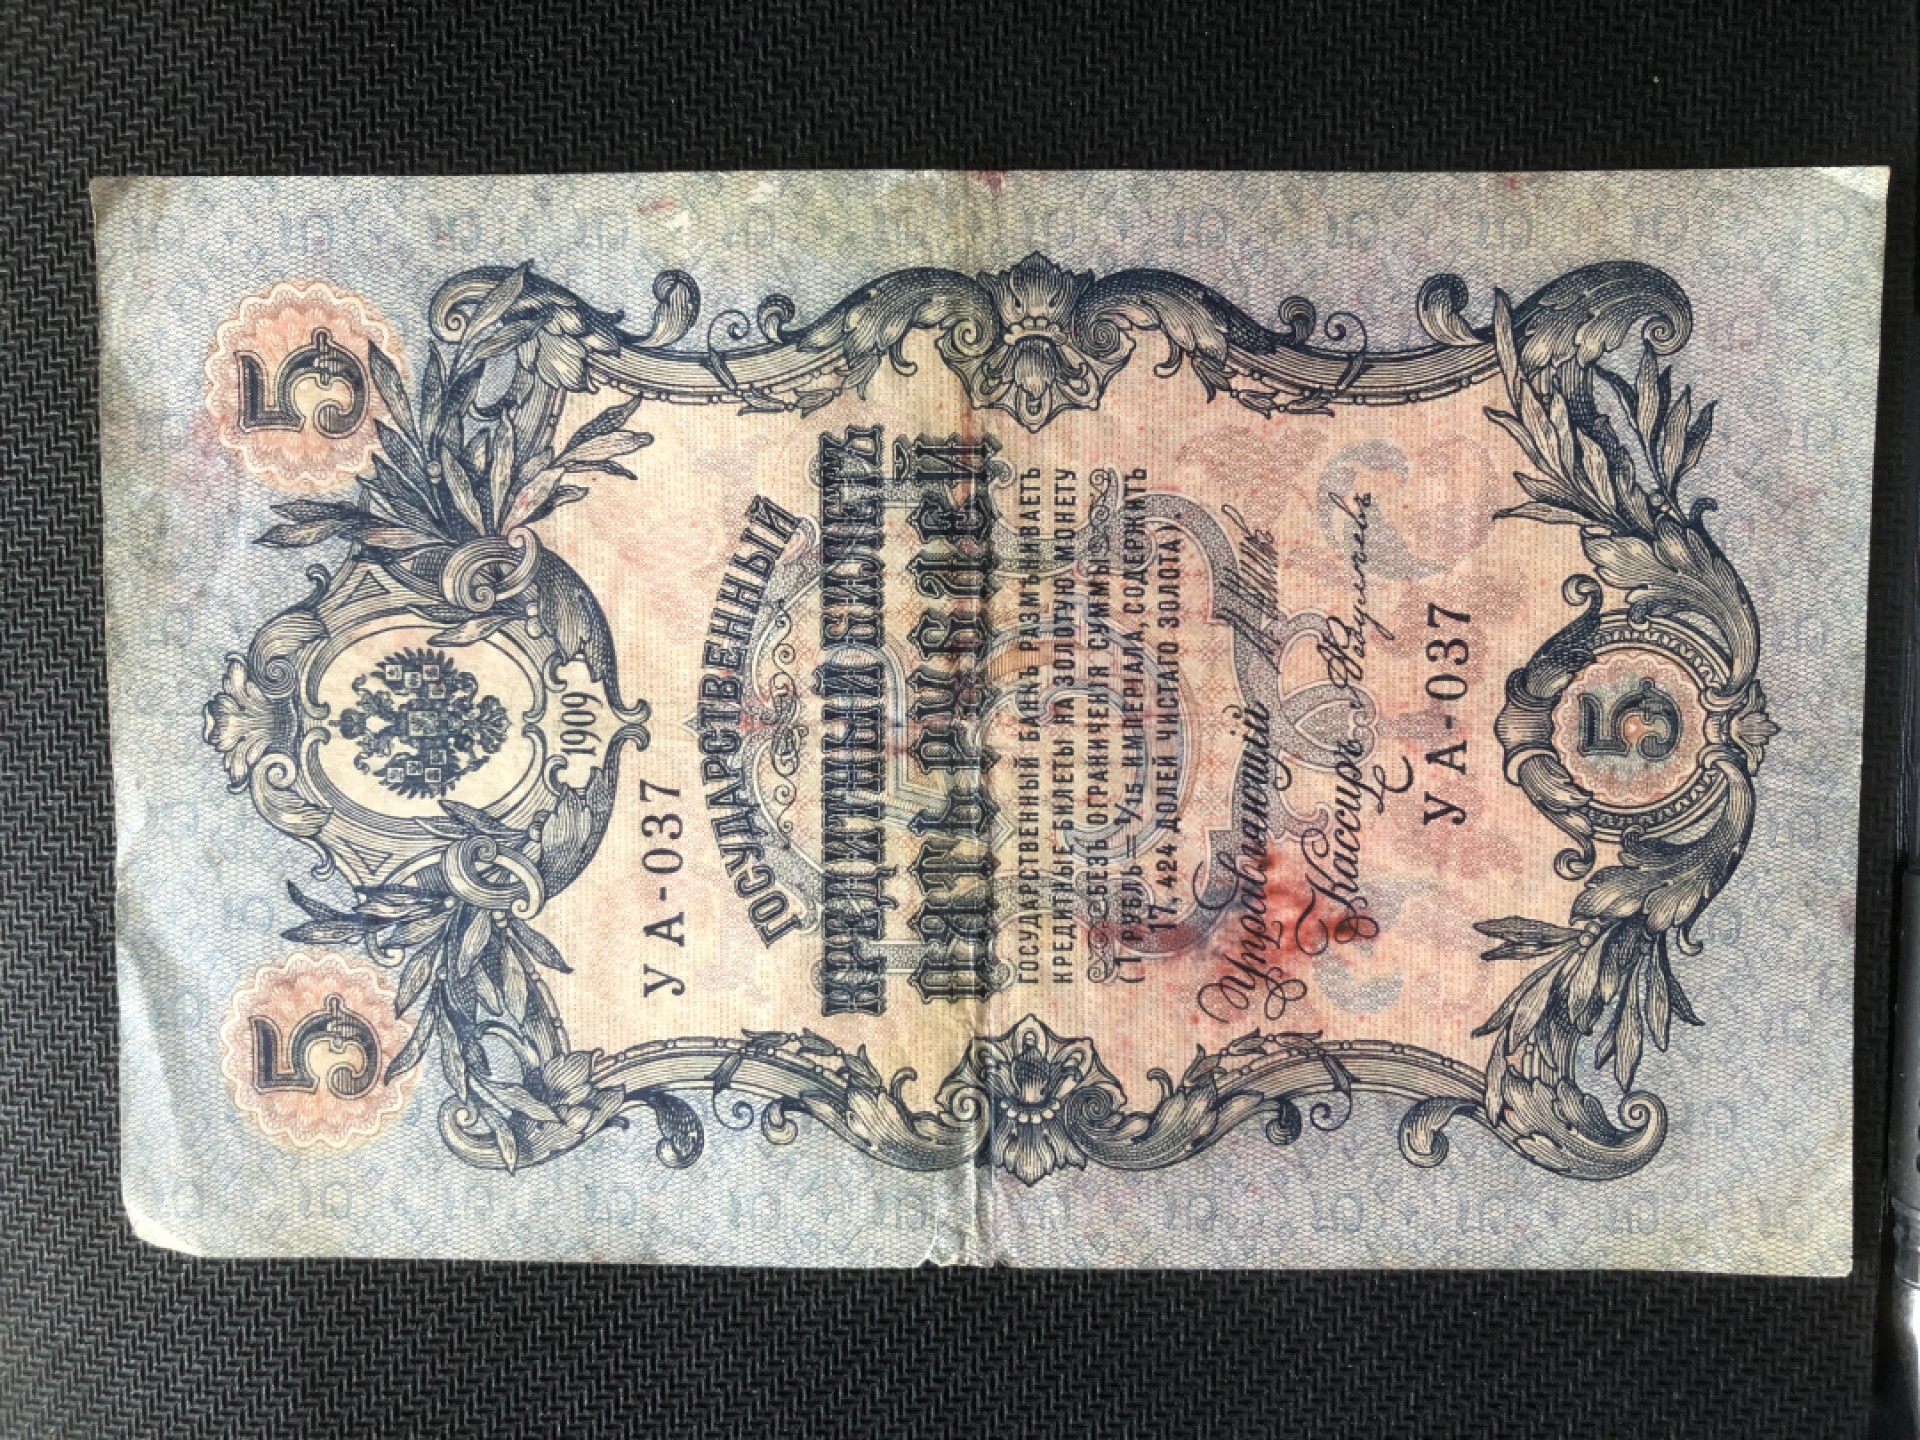 5 5
1909
УА-037
ГОСУДАРСТВЕННЫЙ
КРЕДИТНЫЙ БИЛЕТЪ
ПЯТЬ РУБЛЕЙ
ГОСУДАРСТВЕННЫЙ БАНКЪ РАЗМѢНИВАЕТЪ
КРЕДИТНЫЕ БИЛЕТЫ НА ЗОЛОТУЮ МОНЕТУ
БЕЗЪ ОГРАНИЧЕНІЯ СУММЫ
(1 РУБЛЬ = 1/15 ИМПЕРІАЛА, СОДЕРЖИТЪ
17,424 ДОЛЕЙ ЧИСТАГО ЗОЛОТА).
Управляющій
Кассиръ
УА-037
5